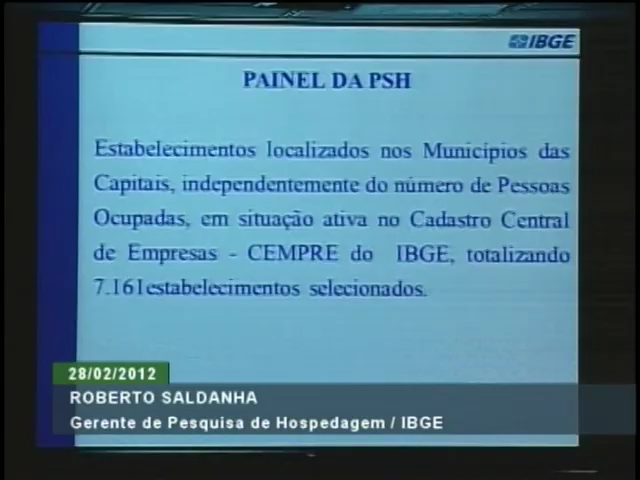 IBGE
PAINEL DA PSH
Estabelecimentos localizados nos Municípios das
Capitais, independentemente do número de Pessoas
Ocupadas, em situação ativa no Cadastro Central
de Empresas - CEMPRE do IBGE, totalizando
7.161estabelecimentos selecionados.
28/02/2012
ROBERTO SALDANHA
Gerente de Pesquisa de Hospedagem / IBGE